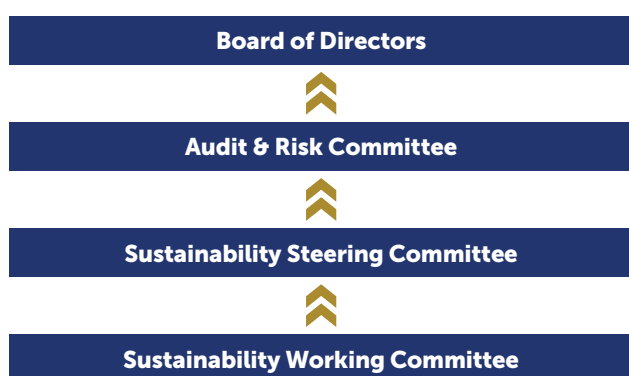 Board of Directors
Audit & Risk Committee
Sustainability Steering Committee
Sustainability Working Committee